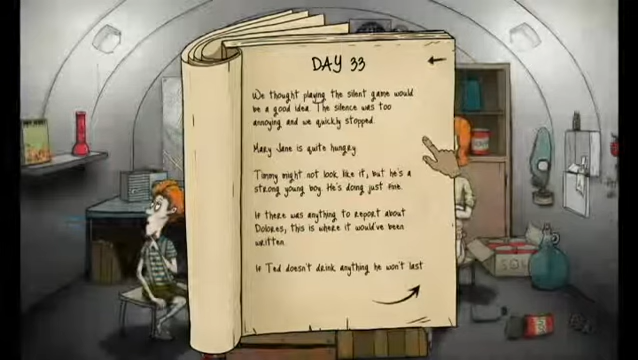 DAY 33
We thought playing the silent game would
be a good idea. The silence was too
annoying and we quickly stopped.
Mary Jane is quite hungry.
Timmy might not look like it, but he's a
strong young boy. He's doing just fine.
If there was anything to report about
Dolores, this is where it would've been
written.
If Ted doesn't drink anything he won't last